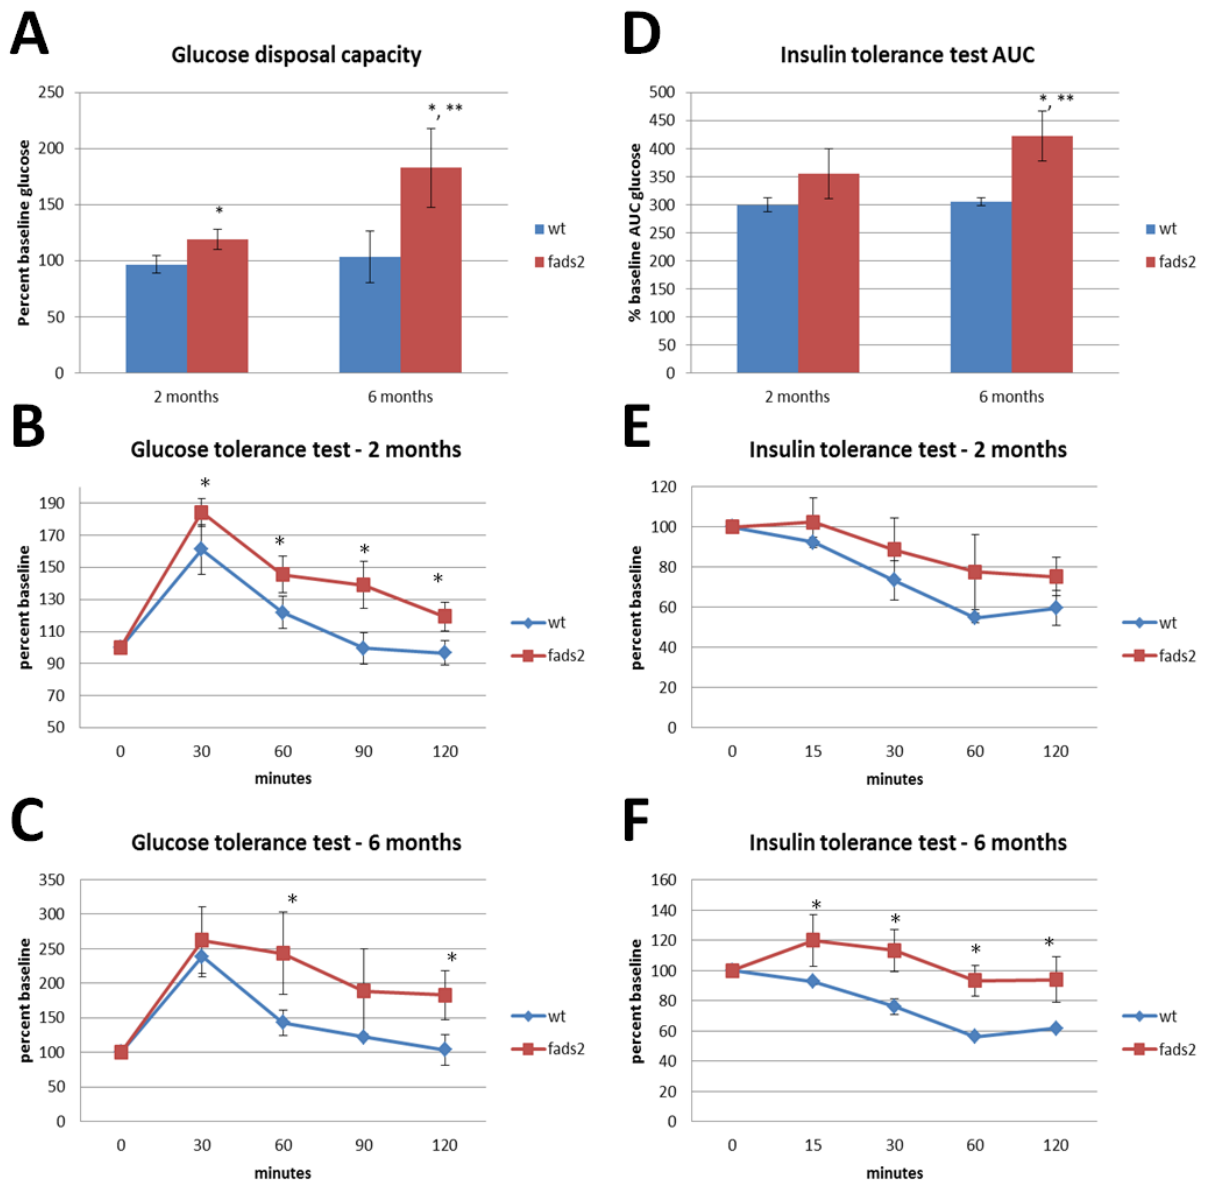 A
Glucose disposal capacity
Percent baseline glucose
250
200
150
100
50
0
*
*, **
2 months
6 months
wt
fads2
D
Insulin tolerance test AUC
% baseline AUC glucose
500
450
400
350
300
250
200
150
100
50
0
*, **
2 months
6 months
wt
fads2
B
Glucose tolerance test - 2 months
percent baseline
190
170
150
130
110
90
70
50
*
*
*
*
0
30
60
90
120
minutes
wt
fads2
E
Insulin tolerance test - 2 months
percent baseline
120
100
80
60
40
20
0
0
15
30
60
120
minutes
wt
fads2
C
Glucose tolerance test - 6 months
percent baseline
350
300
250
200
150
100
50
0
*
*
0
30
60
90
120
minutes
wt
fads2
F
Insulin tolerance test - 6 months
percent baseline
160
140
120
100
80
60
40
20
0
*
*
*
*
0
15
30
60
120
minutes
wt
fads2